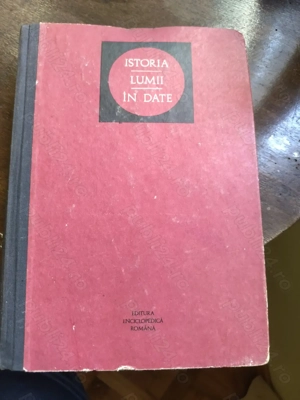 ISTORIA
LUMII
ÎN DATE
EDITURA
ENCICLOPEDICĂ
ROMÂNĂ